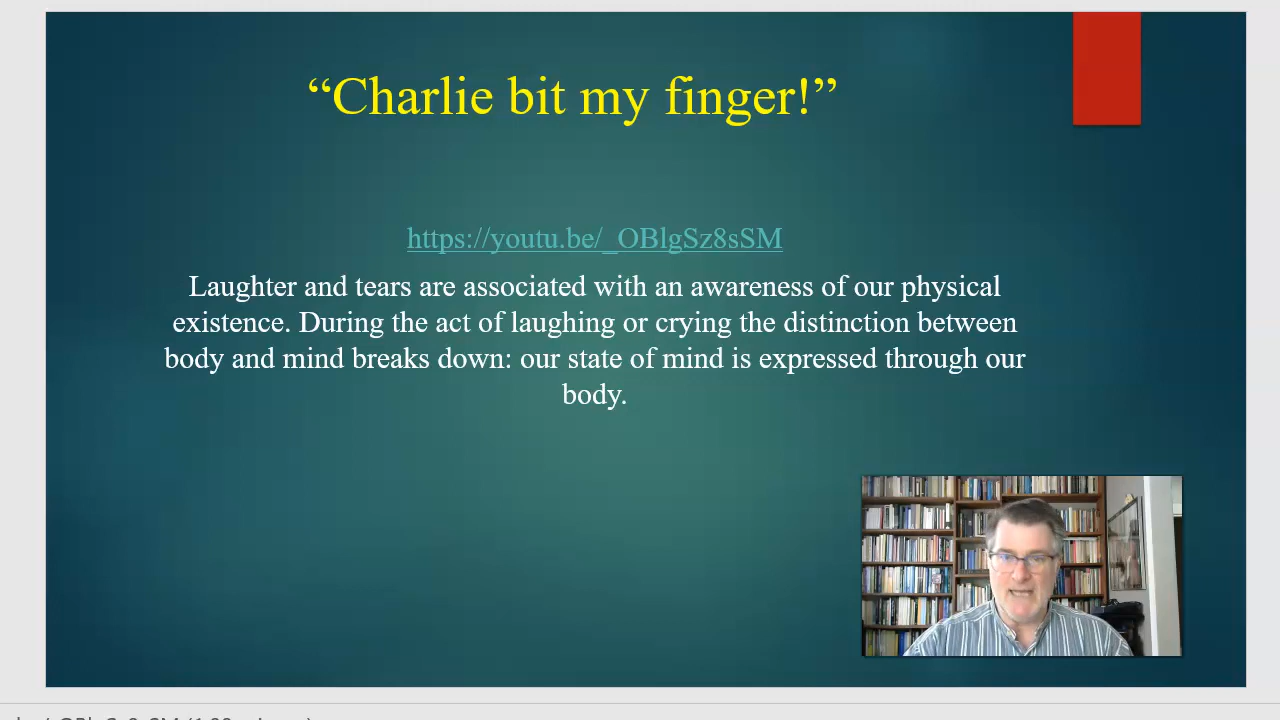 “Charlie bit my finger!”
https://youtu.be/_OBlgSz8sSM
Laughter and tears are associated with an awareness of our physical
existence. During the act of laughing or crying the distinction between
body and mind breaks down: our state of mind is expressed through our
body.